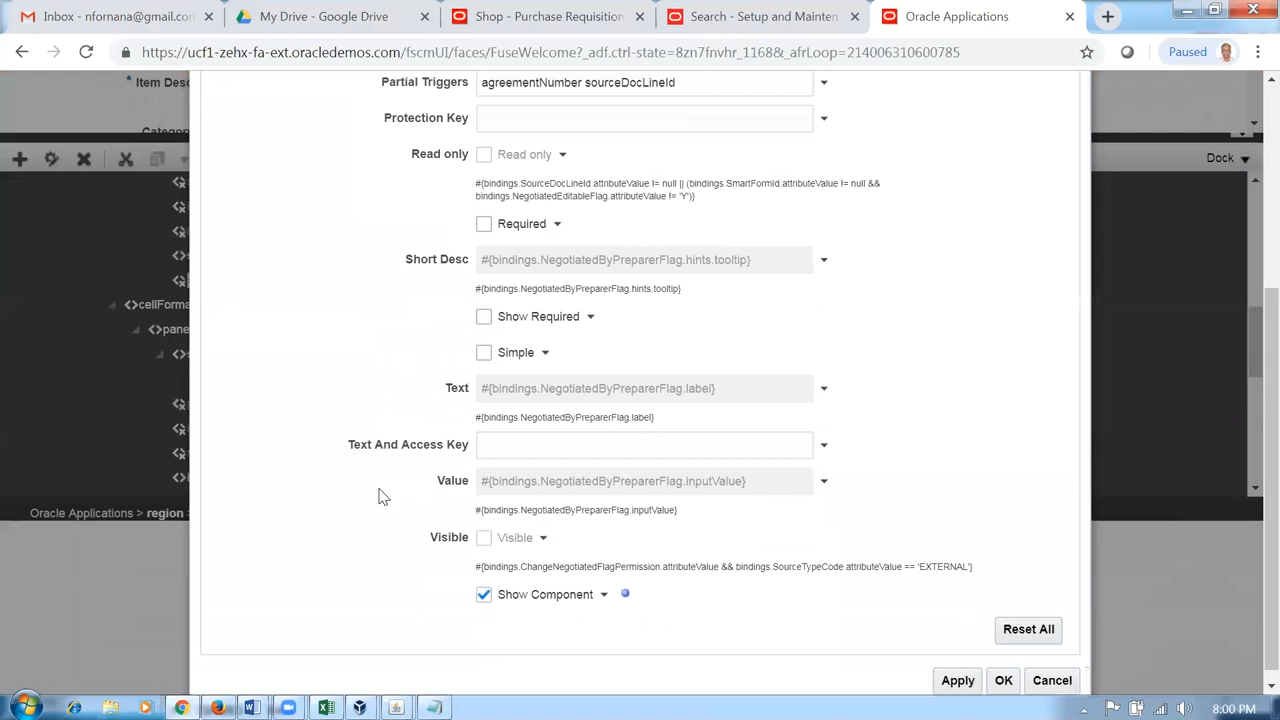 Inbox - nfornana@gmail.com
My Drive - Google Drive
Shop - Purchase Requisition
Search - Setup and Mainten
Oracle Applications
https://ucf1-zehx-fa-ext.oracledemos.com/fscmUI/faces/FuseWelcome?_adf.ctrl-state=8zn7fnvhr_1168&_afrLoop=214006310600785
Paused
* Item Desc
Partial Triggers agreementNumber sourceDocLineId
Protection Key
Category
Read only Read only
Dock
#{bindings.SourceDocLineId.attributeValue != null || (bindings.SmartFormId.attributeValue != null &&
bindings.NegotiatedEditableFlag.attributeValue != 'Y')}
Required
Short Desc #{bindings.NegotiatedByPreparerFlag.hints.tooltip}
#{bindings.NegotiatedByPreparerFlag.hints.tooltip}
<>cellForma
Show Required
<>pane
<>s
Simple
Text #{bindings.NegotiatedByPreparerFlag.label}
#{bindings.NegotiatedByPreparerFlag.label}
Text And Access Key
Value #{bindings.NegotiatedByPreparerFlag.inputValue}
#{bindings.NegotiatedByPreparerFlag.inputValue}
Oracle Applications > region >
Visible Visible
#{bindings.ChangeNegotiatedFlagPermission.attributeValue && bindings.SourceTypeCode.attributeValue == 'EXTERNAL'}
Show Component
Reset All
Apply OK Cancel
8:00 PM